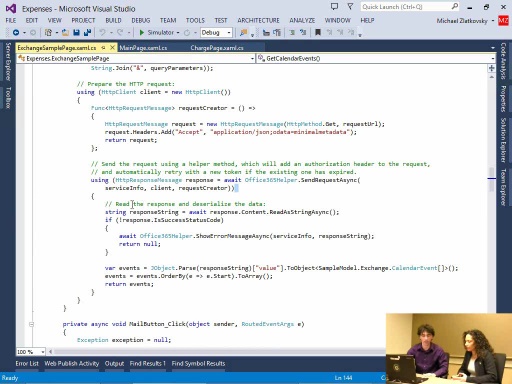 Expenses - Microsoft Visual Studio
Quick Launch (Ctrl+Q)
FILE EDIT VIEW PROJECT BUILD DEBUG TEAM TOOLS TEST ARCHITECTURE ANALYZE WINDOW HELP
Michael Zlatkovsky MZ
Simulator Debug
ExchangeSamplePage.xaml.cs MainPage.xaml.cs ChargePage.xaml.cs
Expenses.ExchangeSamplePage GetCalendarEvents()
String.Join("&", queryParameters));
// Prepare the HTTP request:
using (HttpClient client = new HttpClient())
{
Func<HttpRequestMessage> requestCreator = () =>
{
HttpRequestMessage request = new HttpRequestMessage(HttpMethod.Get, requestUrl);
request.Headers.Add("Accept", "application/json;odata=minimalmetadata");
return request;
};
// Send the request using a helper method, which will add an authorization header to the request,
// and automatically retry with a new token if the existing one has expired.
using (HttpResponseMessage response = await Office365Helper.SendRequestAsync(
serviceInfo, client, requestCreator))
{
// Read the response and deserialize the data:
string responseString = await response.Content.ReadAsStringAsync();
if (!response.IsSuccessStatusCode)
{
await Office365Helper.ShowErrorMessageAsync(serviceInfo, responseString);
return null;
}
var events = JObject.Parse(responseString)["value"].ToObject<SampleModel.Exchange.CalendarEvent[]>();
events = events.OrderBy(e => e.Start).ToArray();
return events;
}
}
}
private async void MailButton_Click(object sender, RoutedEventArgs e)
{
Exception exception = null;
100 %
Error List Web Publish Activity Find Results 1 Find Symbol Results
Ready Ln 144
Server Explorer
Toolbox
Code Analysis
Properties
Solution Explorer
Team Explorer